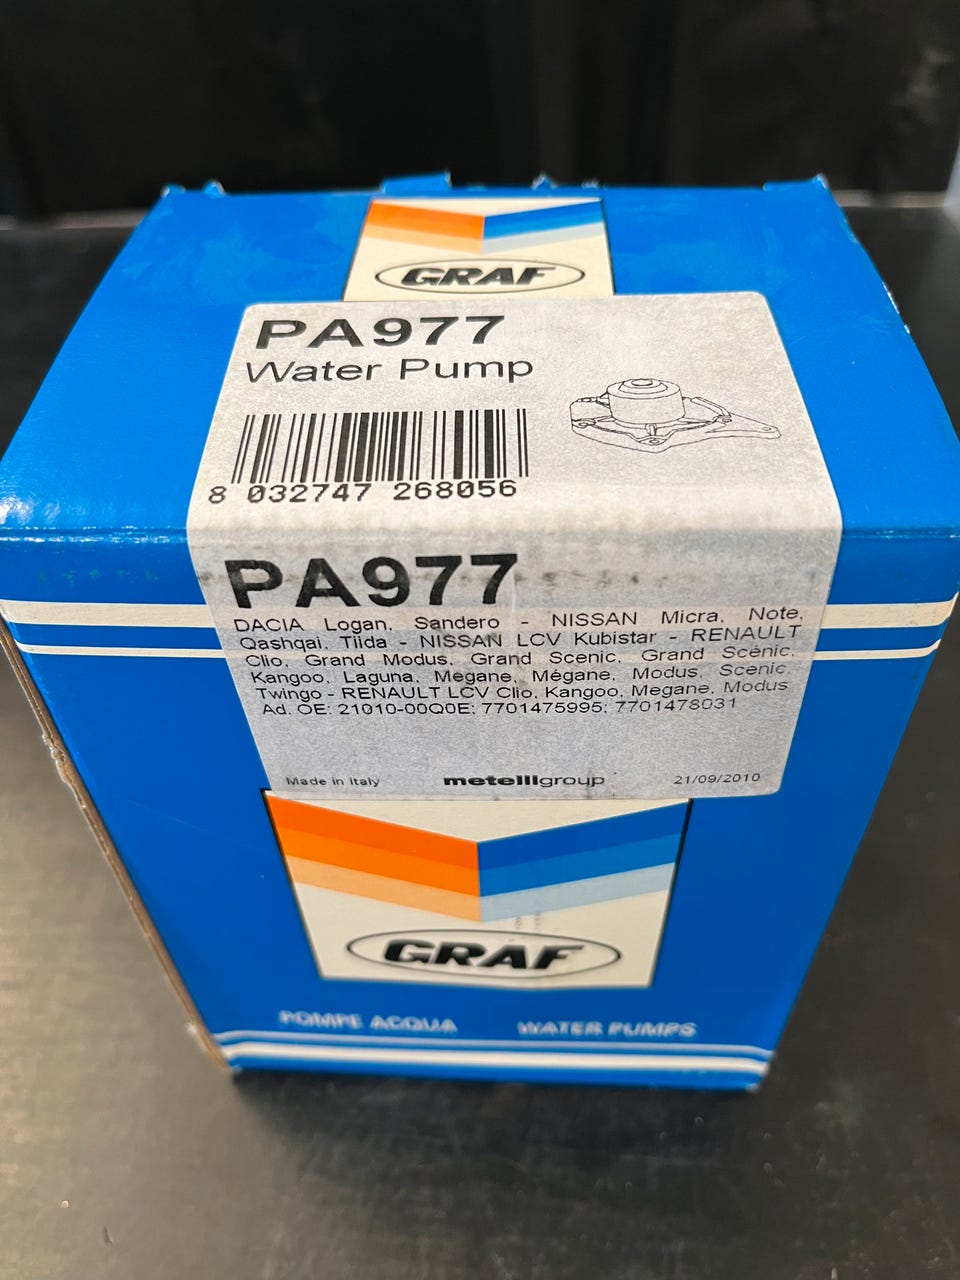 GRAF
PA977
Water Pump
8 032747 268056
PA977
DACIA Logan, Sandero - NISSAN Micra, Note,
Qashqai, Tiida - NISSAN LCV Kubistar - RENAULT
Clio, Grand Modus, Grand Scenic, Grand Scénic,
Kangoo, Laguna, Megane, Mégane, Modus, Scenic,
Twingo - RENAULT LCV Clio, Kangoo, Megane, Modus
Ad. OE: 21010-00Q0E; 7701475995; 7701478031
Made in Italy metelligroup 21/09/2010
GRAF
POMPE ACQUA WATER PUMPS